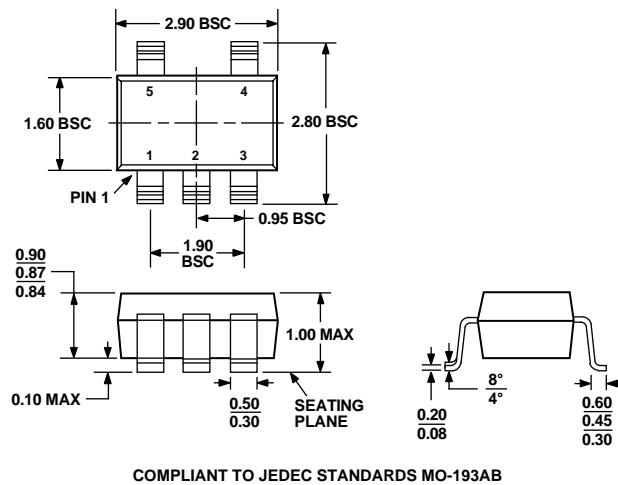 2.90 BSC
5 4
1.60 BSC
2.80 BSC
1 2 3
PIN 1
0.95 BSC
1.90
BSC
0.90
0.87
0.84
1.00 MAX
0.10 MAX
0.50
0.30
SEATING
PLANE
0.20
0.08
8°
4°
0.60
0.45
0.30
COMPLIANT TO JEDEC STANDARDS MO-193AB